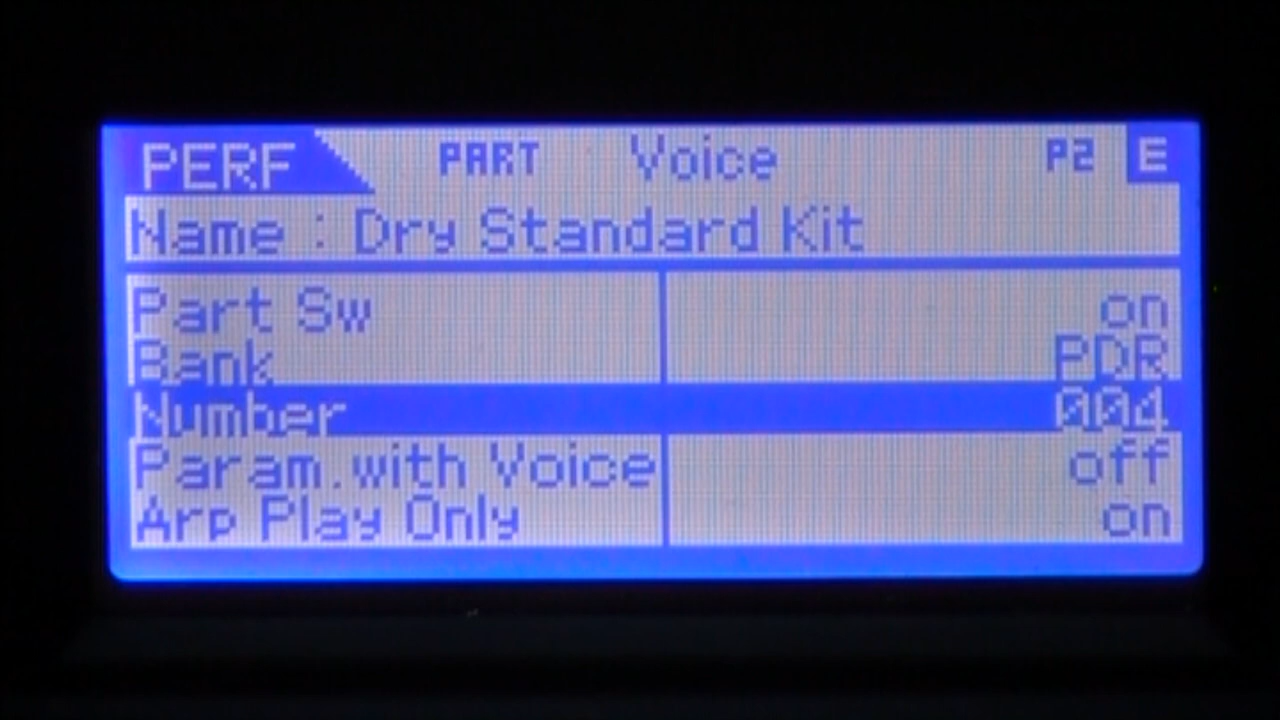 PERF PART Voice P2 E
Name : Dry Standard Kit
Part Sw on
Bank PDR
Number 004
Param.with Voice off
Arp Play Only on